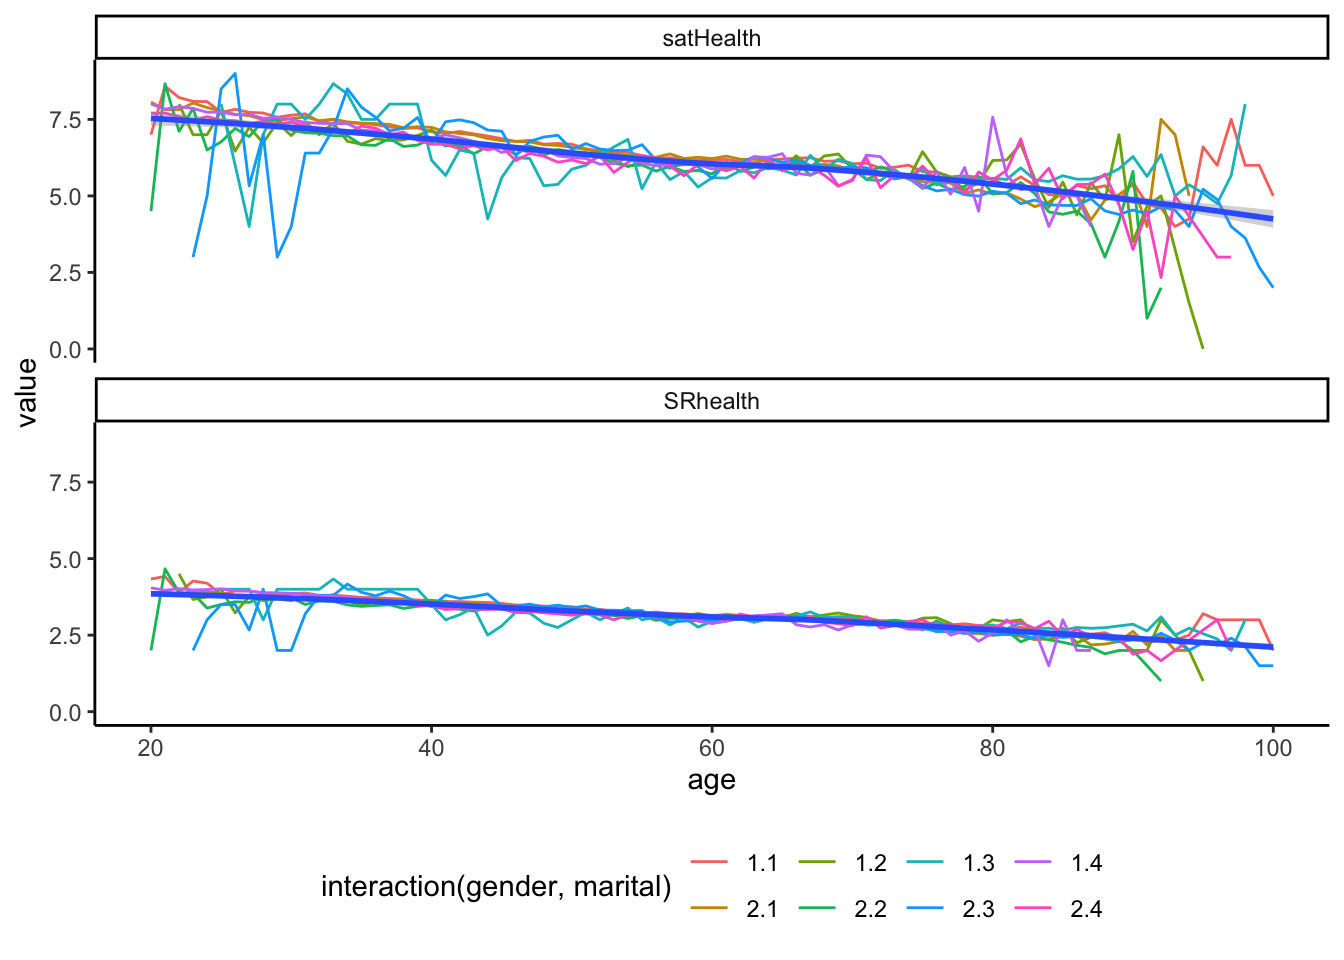 satHealth
7.5
5.0
2.5
0.0
value
SRhealth
7.5
5.0
2.5
0.0
20 40 60 80 100
age
interaction(gender, marital)
1.1 1.2 1.3 1.4
2.1 2.2 2.3 2.4